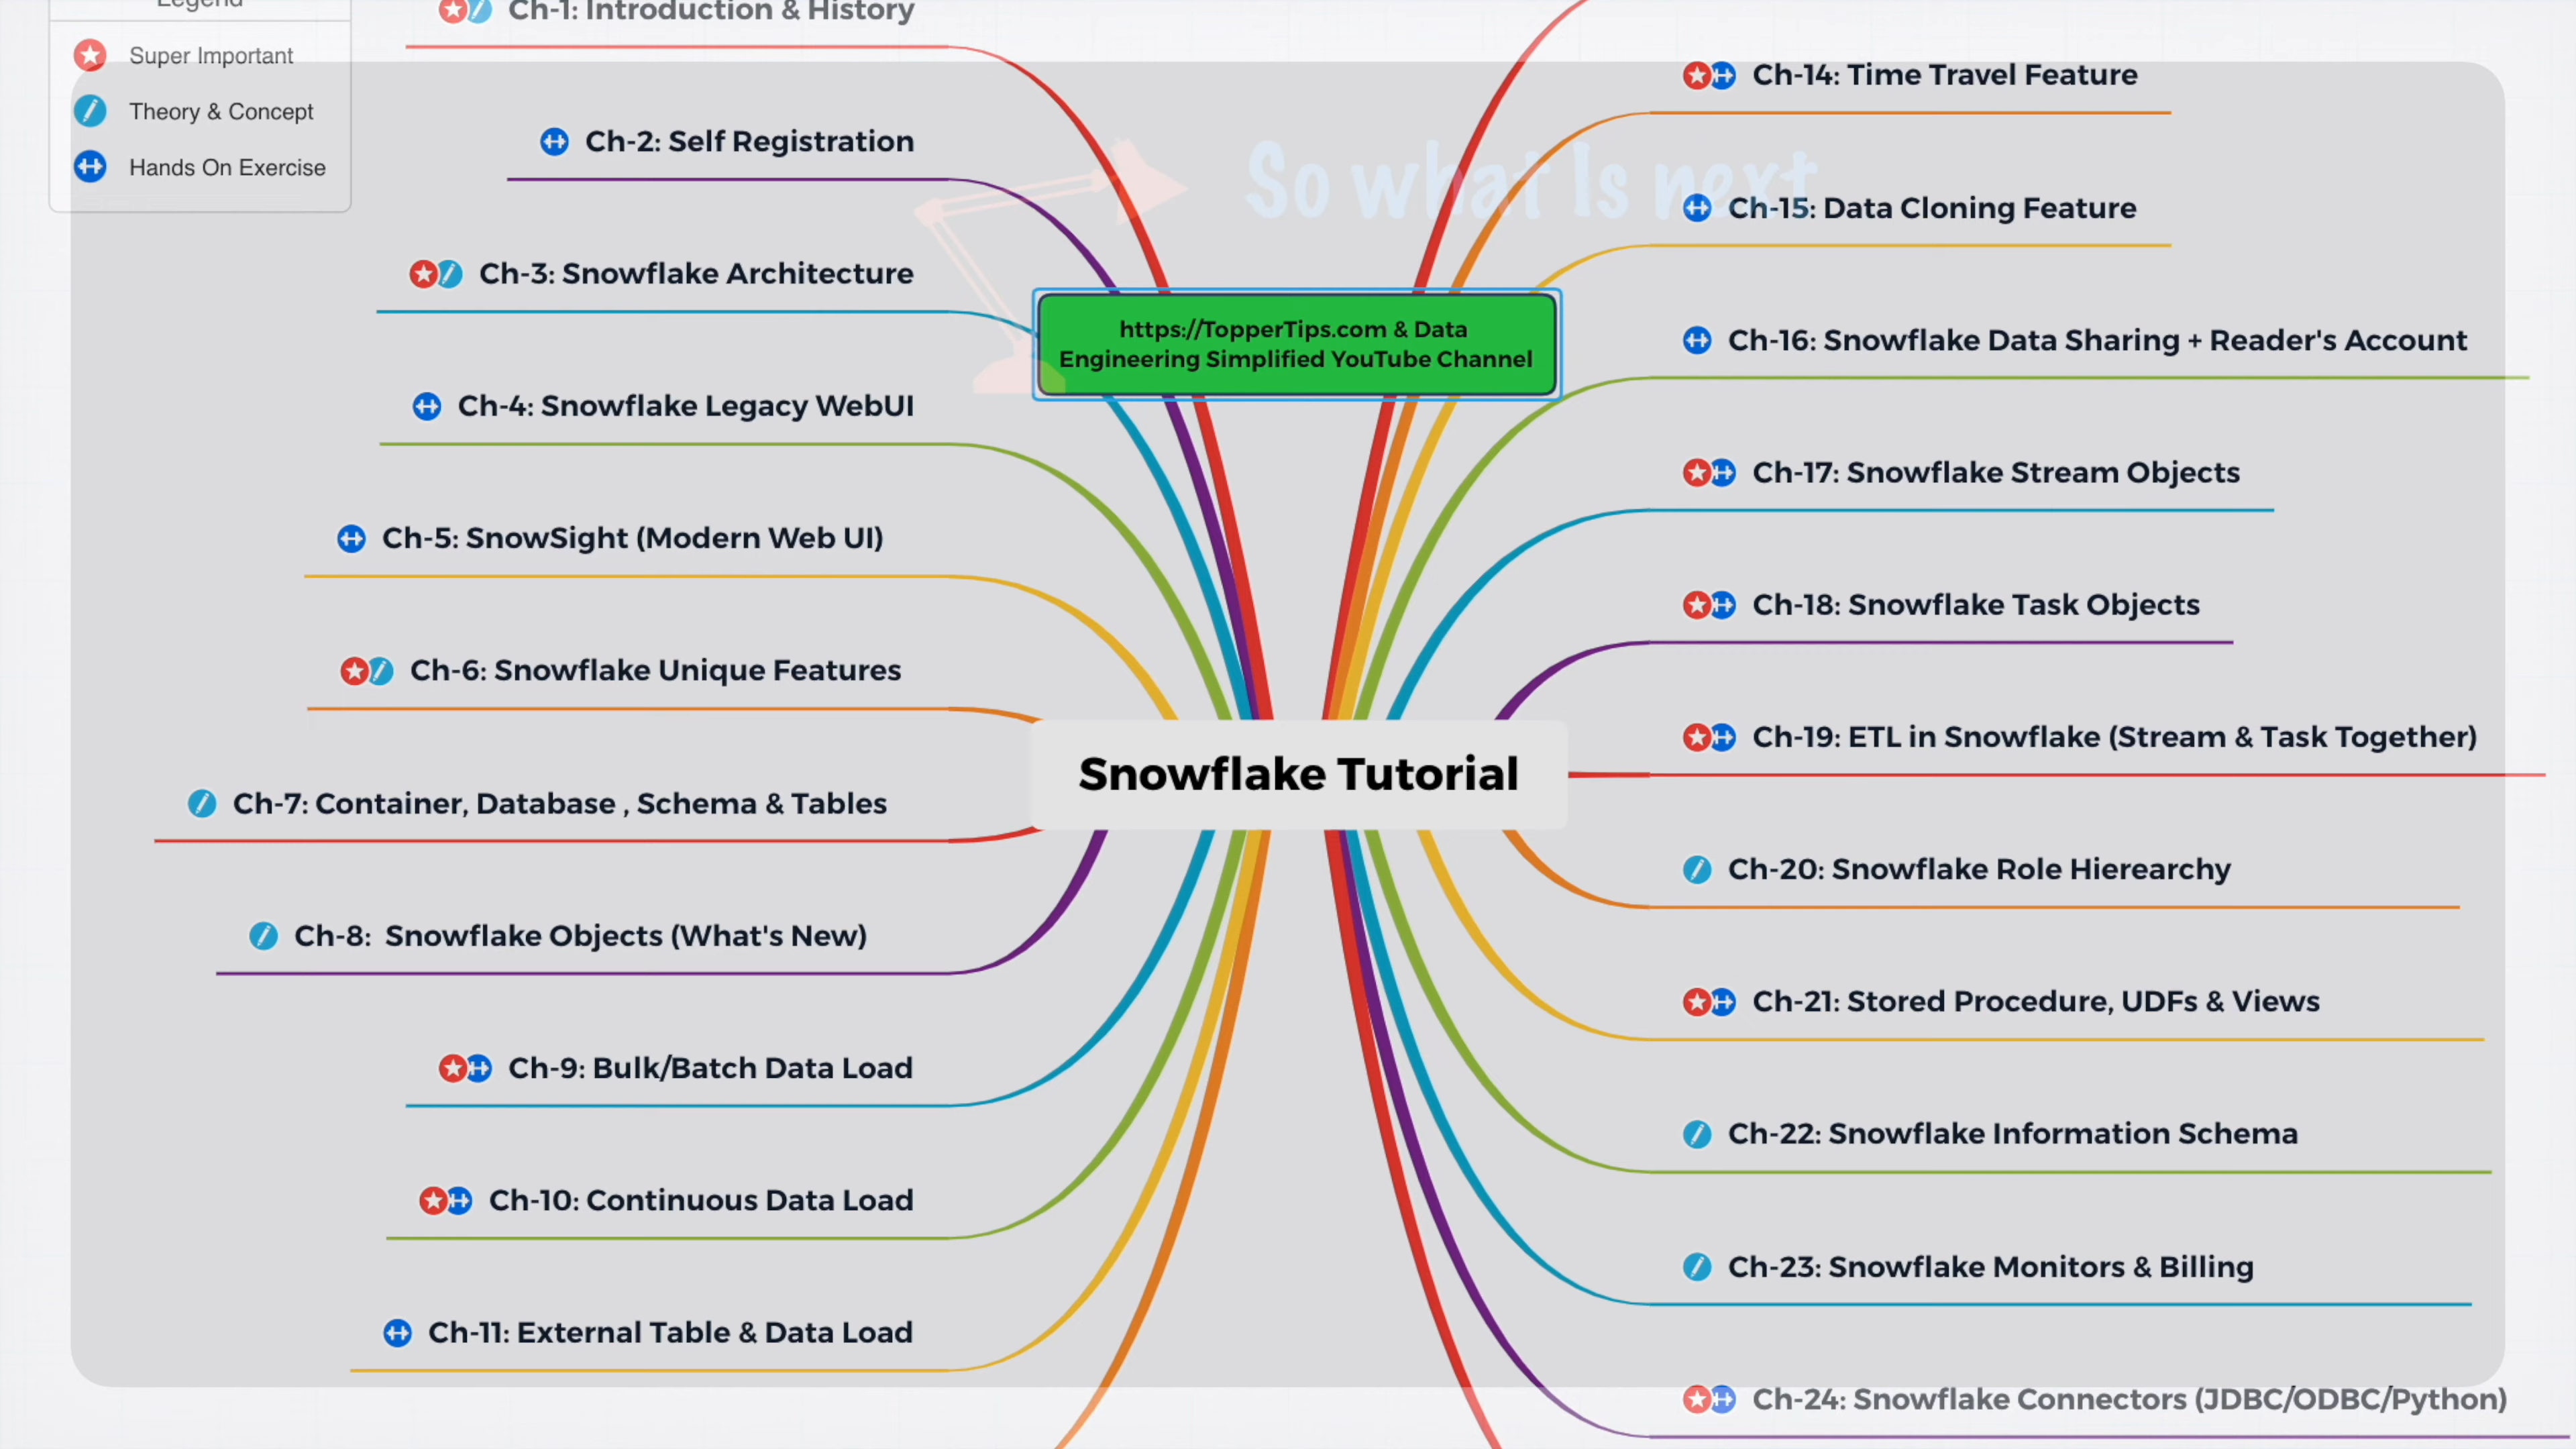 Legend
Super Important
Theory & Concept
Hands On Exercise
Ch-1: Introduction & History
Ch-2: Self Registration
Ch-3: Snowflake Architecture
Ch-4: Snowflake Legacy WebUI
Ch-5: SnowSight (Modern Web UI)
Ch-6: Snowflake Unique Features
Ch-7: Container, Database , Schema & Tables
Ch-8: Snowflake Objects (What's New)
Ch-9: Bulk/Batch Data Load
Ch-10: Continuous Data Load
Ch-11: External Table & Data Load
So what Is next
https://TopperTips.com & Data
Engineering Simplified YouTube Channel
Snowflake Tutorial
Ch-14: Time Travel Feature
Ch-15: Data Cloning Feature
Ch-16: Snowflake Data Sharing + Reader's Account
Ch-17: Snowflake Stream Objects
Ch-18: Snowflake Task Objects
Ch-19: ETL in Snowflake (Stream & Task Together)
Ch-20: Snowflake Role Hierearchy
Ch-21: Stored Procedure, UDFs & Views
Ch-22: Snowflake Information Schema
Ch-23: Snowflake Monitors & Billing
Ch-24: Snowflake Connectors (JDBC/ODBC/Python)